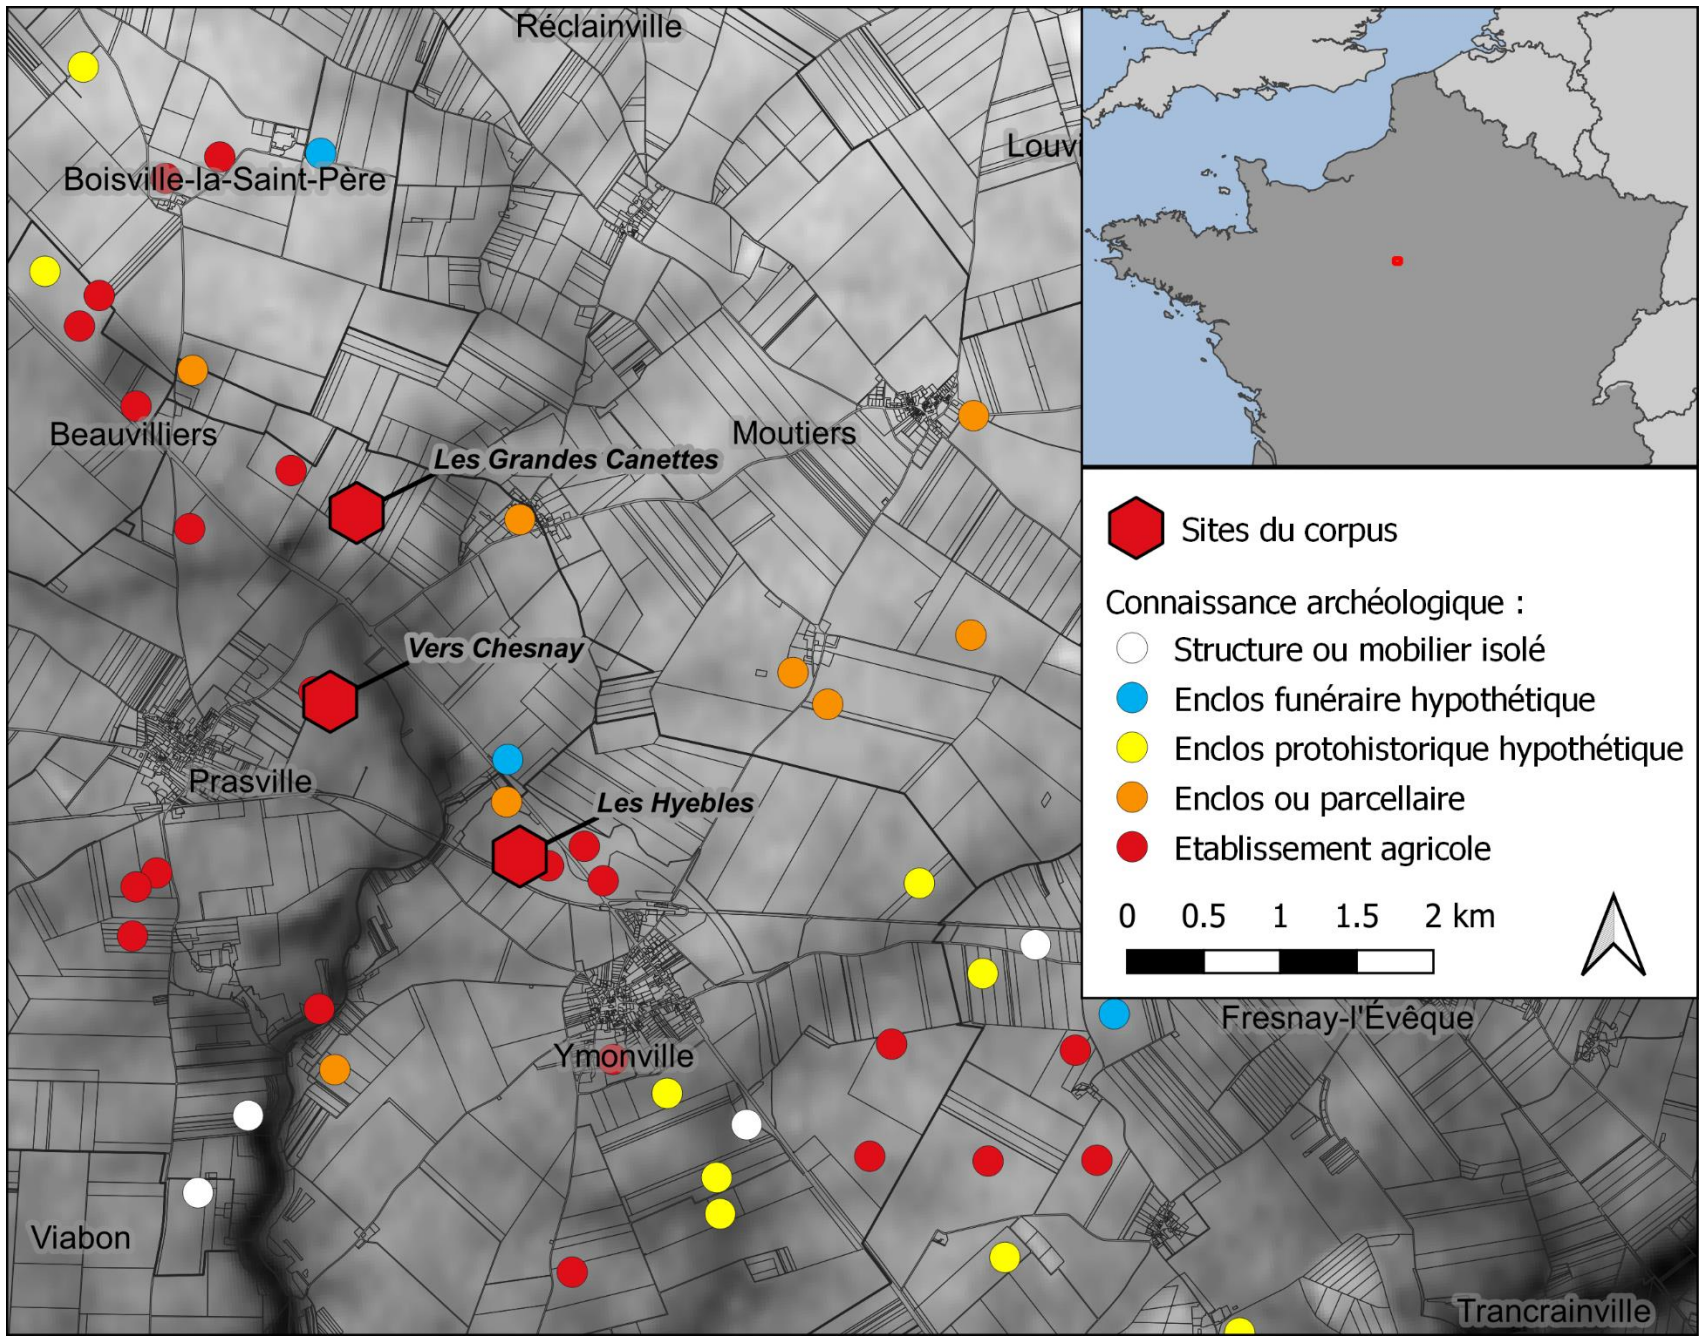 Réclainville
Boisville-la-Saint-Père
Beauvilliers
Moutiers
Les Grandes Canettes
Vers Chesnay
Prasville
Les Hyebles
Ymonville
Viabon
Louvi
Sites du corpus
Connaissance archéologique :
Structure ou mobilier isolé
Enclos funéraire hypothétique
Enclos protohistorique hypothétique
Enclos ou parcellaire
Etablissement agricole
0 0.5 1 1.5 2 km
Fresnay-l'Évêque
Trancrainville